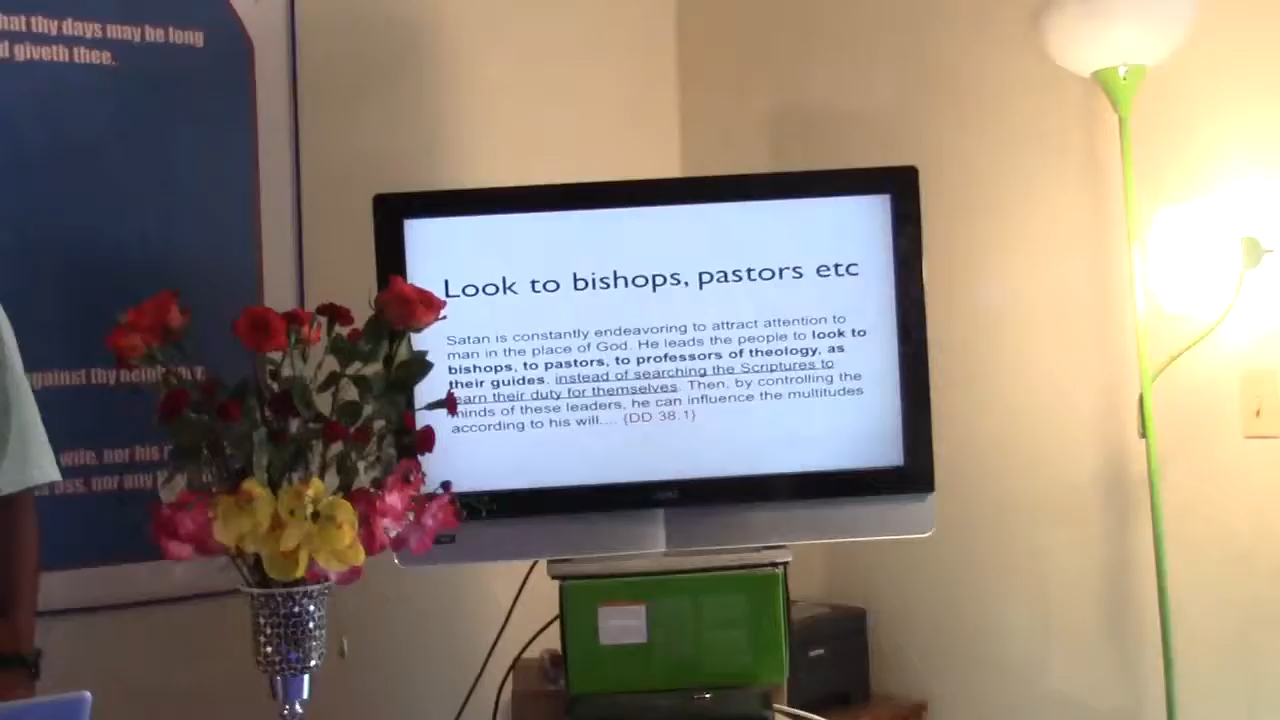 hat thy days may be long
d giveth thee.
gainst thy neighbour.
wife, nor his
ass, nor any
Look to bishops, pastors etc
Satan is constantly endeavoring to attract attention to
man in the place of God. He leads the people to look to
bishops, to pastors, to professors of theology, as
their guides, instead of searching the Scriptures to
earn their duty for themselves. Then, by controlling the
minds of these leaders, he can influence the multitudes
according to his will.... {DD 38.1}